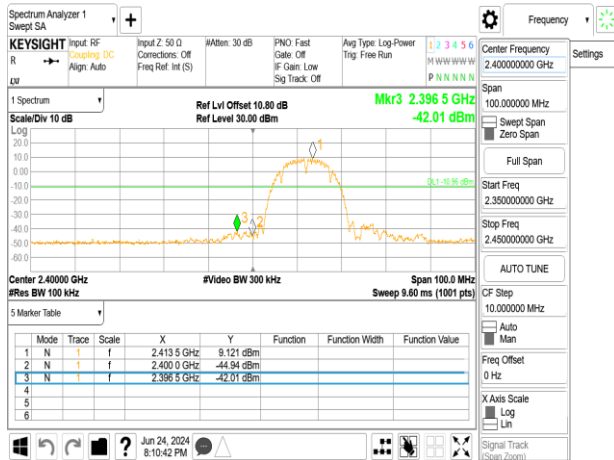 Spectrum Analyzer 1
Swept SA
Frequency
Settings
KEYSIGHT
R
LXI
Input: RF
Coupling: DC
Align: Auto
Input Z: 50 Ω
Corrections: Off
Freq Ref: Int (S)
#Atten: 30 dB
PNO: Fast
Gate: Off
IF Gain: Low
Sig Track: Off
Avg Type: Log-Power
Trig: Free Run
1 2 3 4 5 6
M W W W W W
P N N N N N
1 Spectrum
Scale/Div 10 dB
Ref Lvl Offset 10.80 dB
Ref Level 30.00 dBm
Mkr3 2.396 5 GHz
-42.01 dBm
Log
20.0
10.0
0.00
-10.0
-20.0
-30.0
-40.0
-50.0
-60.0
1
2
3
DL1 -10.96 dBm
Center 2.40000 GHz
#Res BW 100 kHz
#Video BW 300 kHz
Span 100.0 MHz
Sweep 9.60 ms (1001 pts)
5 Marker Table
Mode Trace Scale X Y Function Function Width Function Value
1 N 1 f 2.413 5 GHz 9.121 dBm
2 N 1 f 2.400 0 GHz -44.94 dBm
3 N 1 f 2.396 5 GHz -42.01 dBm
4
5
6
Jun 24, 2024
8:10:42 PM
?
Center Frequency
2.400000000 GHz
Span
100.000000 MHz
Swept Span
Zero Span
Full Span
Start Freq
2.350000000 GHz
Stop Freq
2.450000000 GHz
AUTO TUNE
CF Step
10.000000 MHz
Auto
Man
Freq Offset
0 Hz
X Axis Scale
Log
Lin
Signal Track
(Span Zoom)